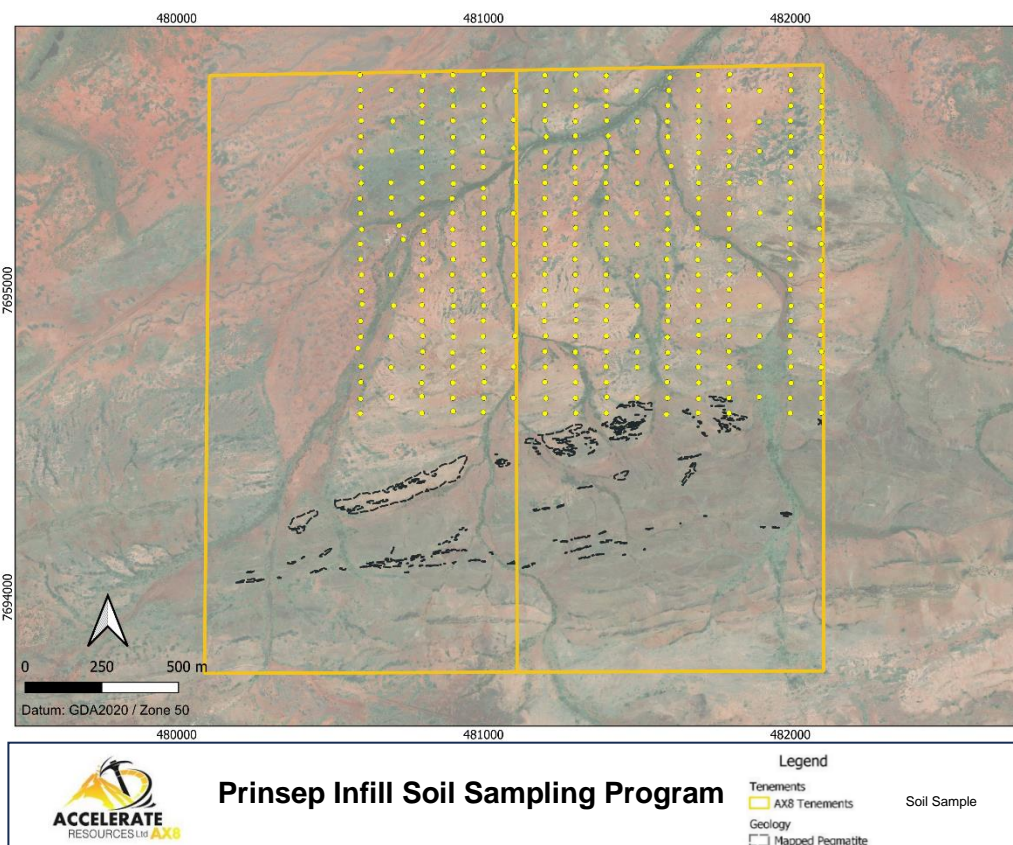 480000 481000 482000
7695000
7694000
0 250 500 m
Datum: GDA2020 / Zone 50
480000 481000 482000
ACCELERATE
RESOURCES Ltd AX8
Prinsep Infill Soil Sampling Program
Legend
Tenements
AX8 Tenements
Soil Sample
Geology
Mapped Pegmatite